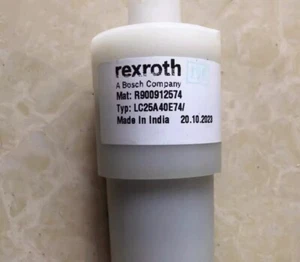 rexroth
A Bosch Company
Mat: R900912574
Typ: LC25A40E74/
Made in India 20.10.2023